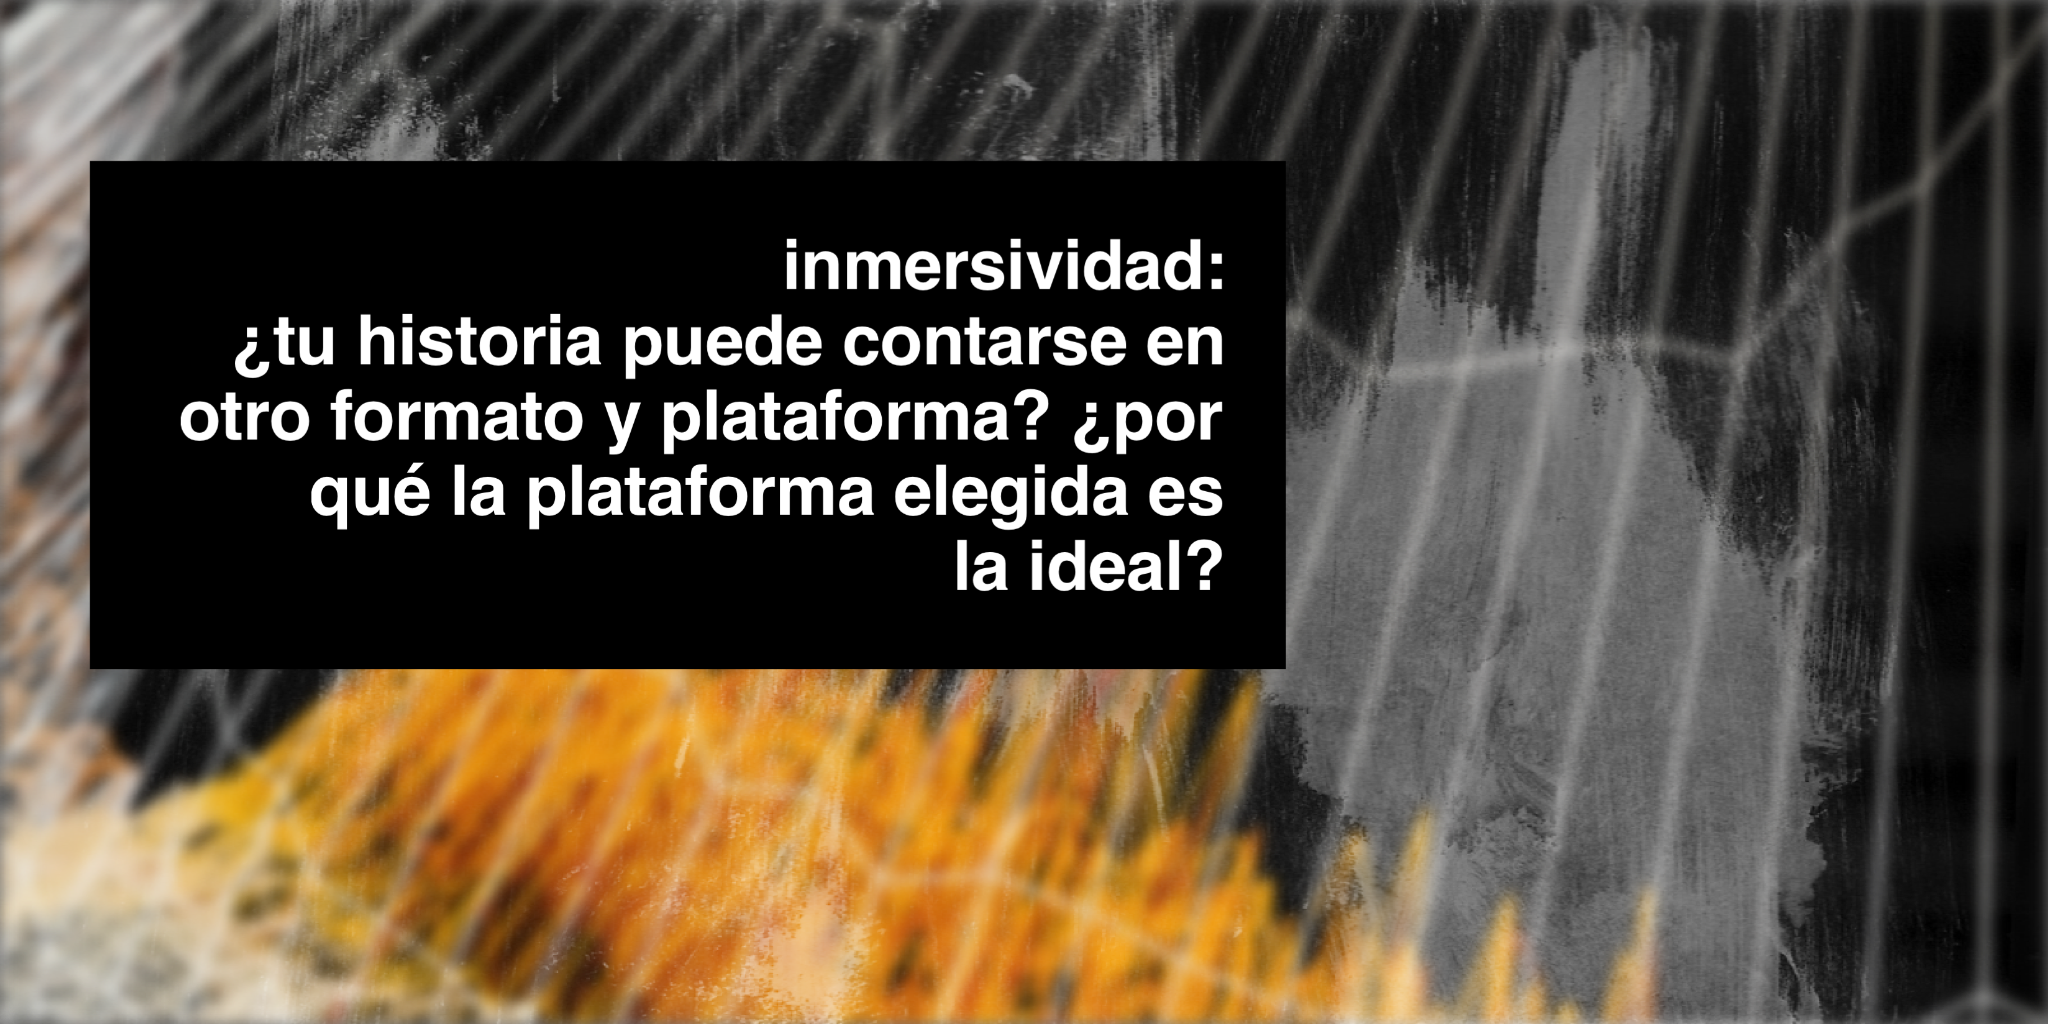 inmersividad:
¿tu historia puede contarse en
otro formato y plataforma? ¿por
qué la plataforma elegida es
la ideal?